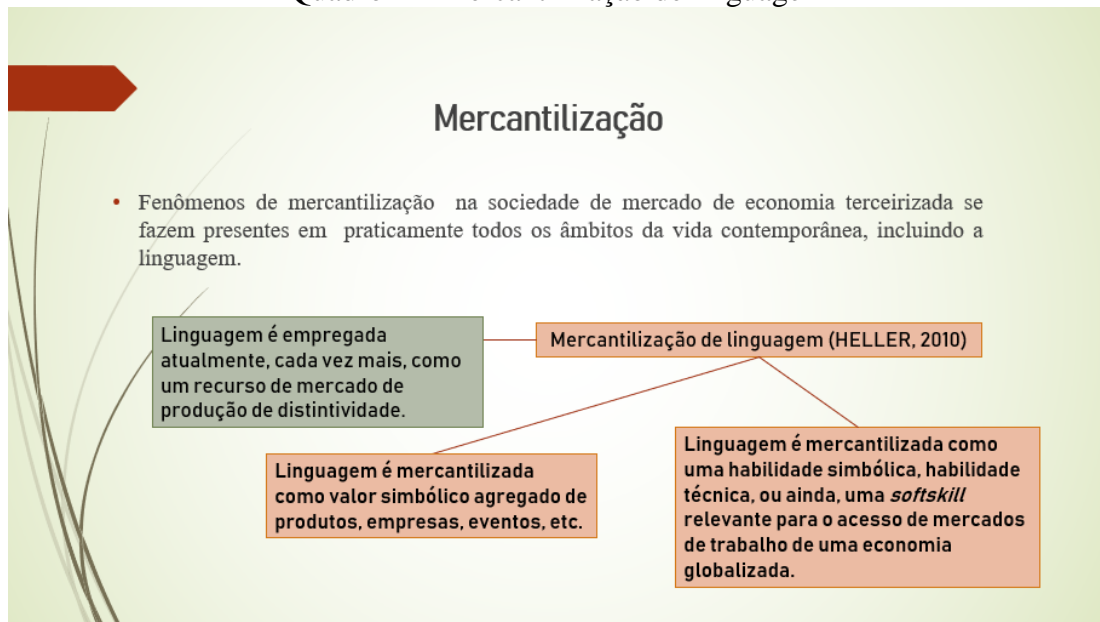 Mercantilização
• Fenômenos de mercantilização na sociedade de mercado de economia terceirizada se
fazem presentes em praticamente todos os âmbitos da vida contemporânea, incluindo a
linguagem.
Linguagem é empregada
atualmente, cada vez mais, como
um recurso de mercado de
produção de distintividade.
Mercantilização de linguagem (HELLER, 2010)
Linguagem é mercantilizada
como valor simbólico agregado de
produtos, empresas, eventos, etc.
Linguagem é mercantilizada como
uma habilidade simbólica, habilidade
técnica, ou ainda, uma softskill
relevante para o acesso de mercados
de trabalho de uma economia
globalizada.